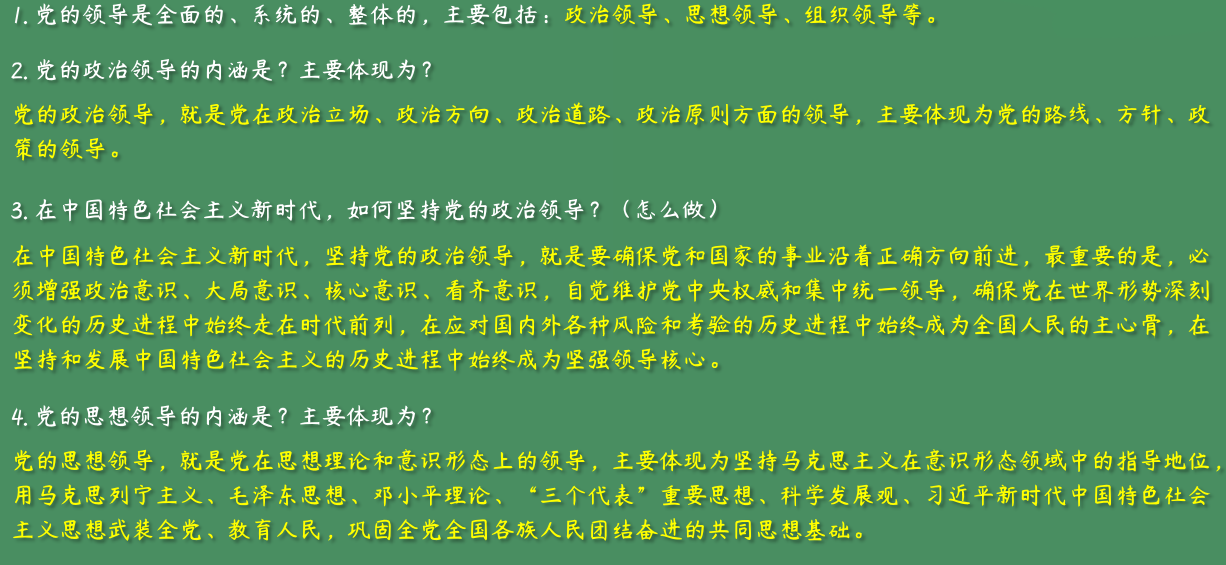 1.党的领导是全面的、系统的、整体的，主要包括：政治领导、思想领导、组织领导等。
2.党的政治领导的内涵是？主要体现为？
党的政治领导，就是党在政治立场、政治方向、政治道路、政治原则方面的领导，主要体现为党的路线、方针、政
策的领导。
3.在中国特色社会主义新时代，如何坚持党的政治领导？（怎么做）
在中国特色社会主义新时代，坚持党的政治领导，就是要确保党和国家的事业沿着正确方向前进，最重要的是，必
须增强政治意识、大局意识、核心意识、看齐意识，自觉维护党中央权威和集中统一领导，确保党在世界形势深刻
变化的历史进程中始终走在时代前列，在应对国内外各种风险和考验的历史进程中始终成为全国人民的主心骨，在
坚持和发展中国特色社会主义的历史进程中始终成为坚强领导核心。
4.党的思想领导的内涵是？主要体现为？
党的思想领导，就是党在思想理论和意识形态上的领导，主要体现为坚持马克思主义在意识形态领域中的指导地位，
用马克思列宁主义、毛泽东思想、邓小平理论、“三个代表”重要思想、科学发展观、习近平新时代中国特色社会
主义思想武装全党、教育人民，巩固全党全国各族人民团结奋进的共同思想基础。